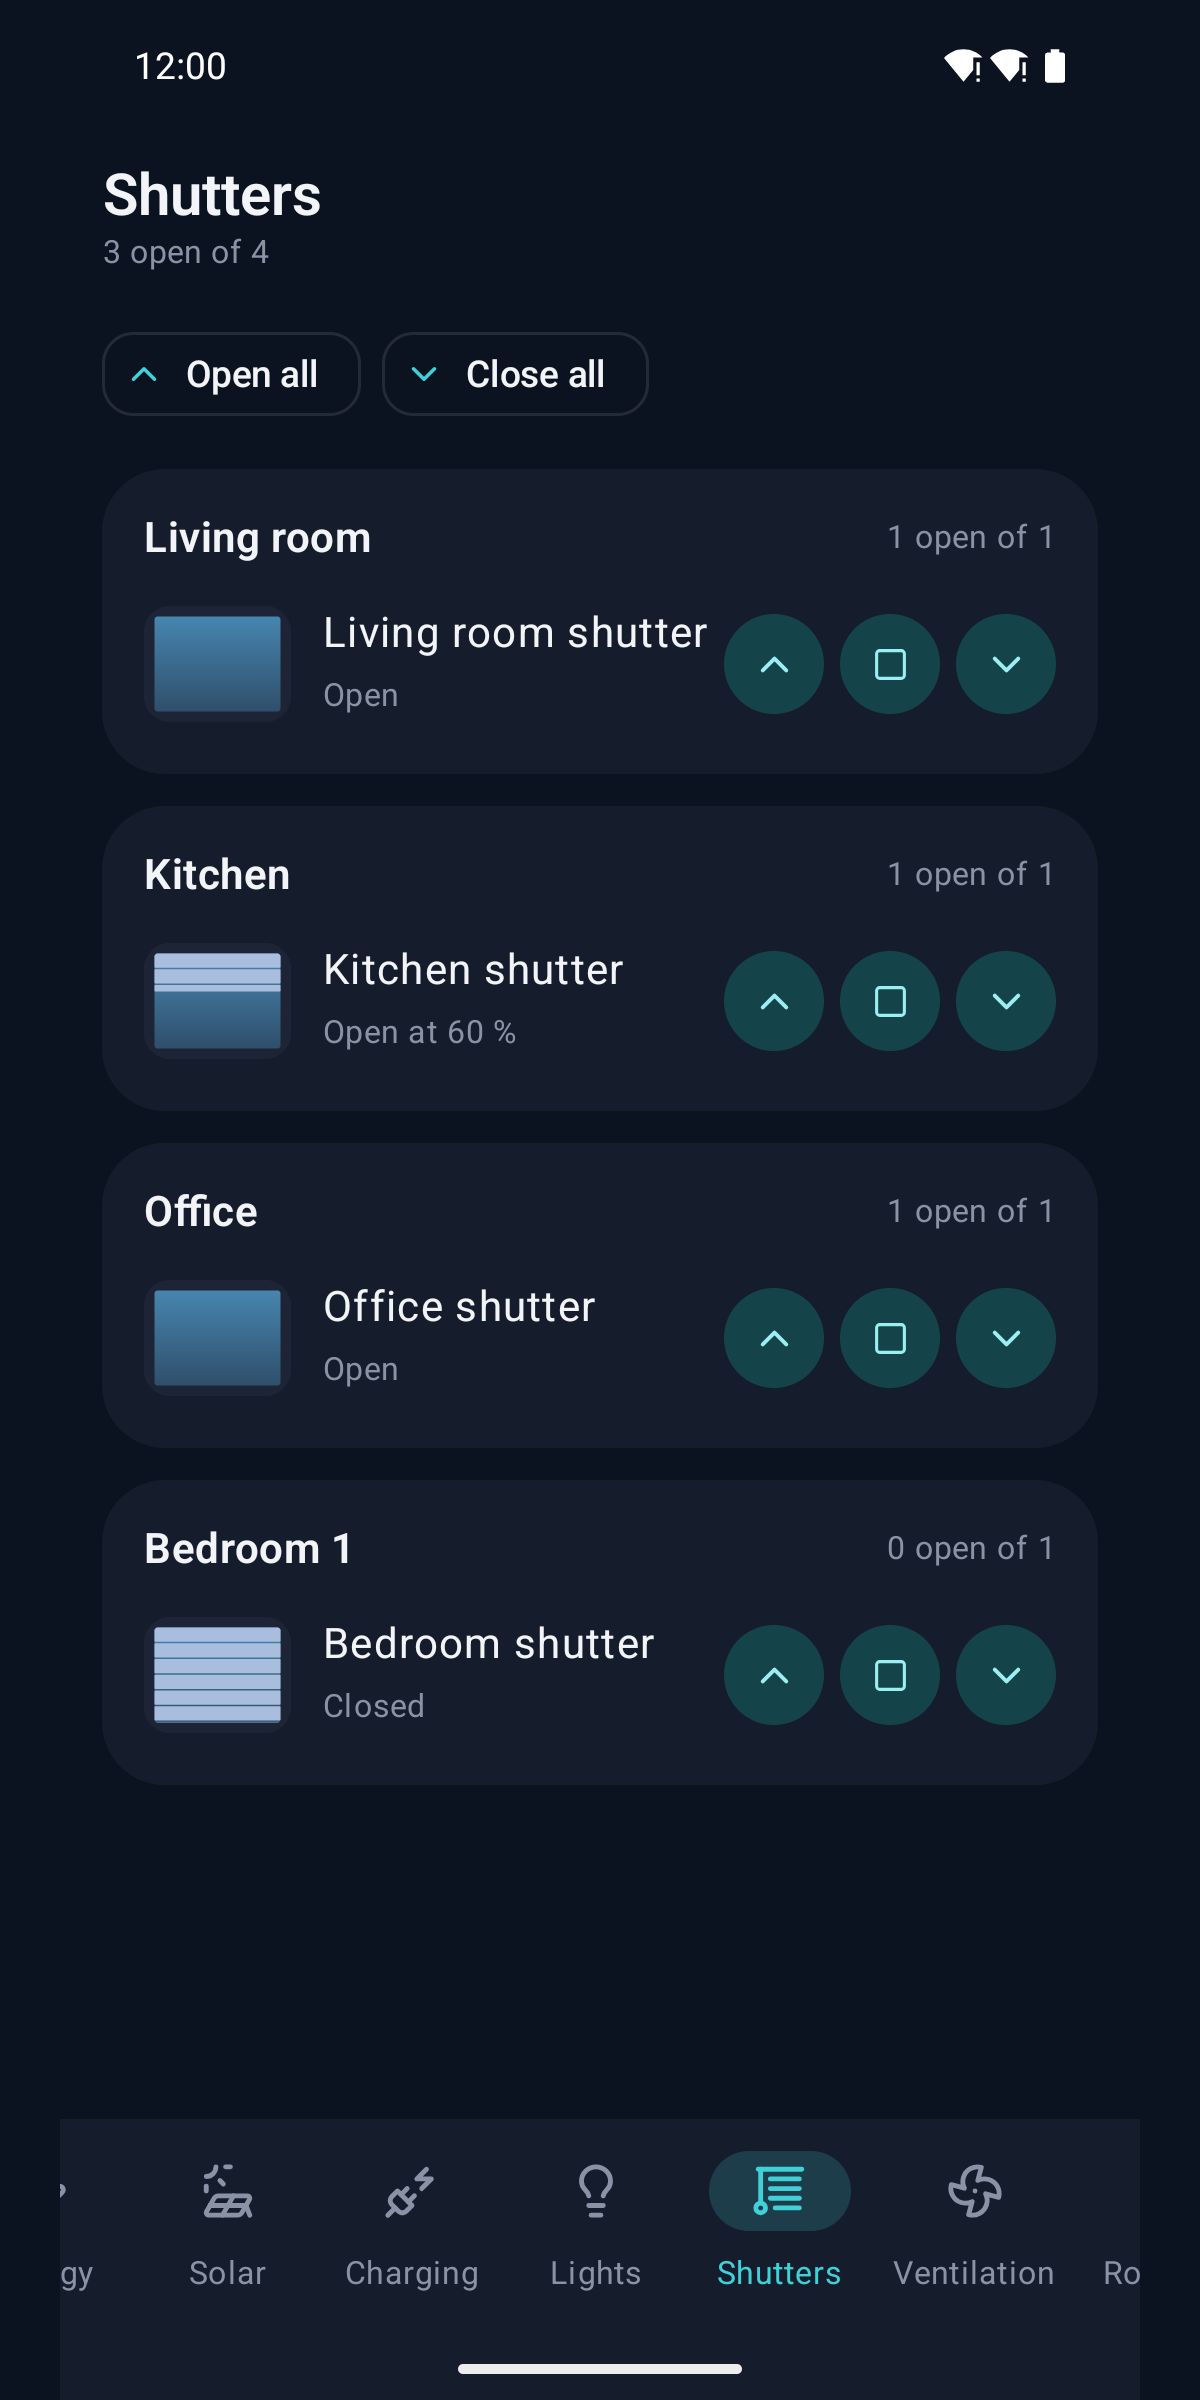 12:00
Shutters
3 open of 4
Open all
Close all
Living room
1 open of 1
Living room shutter
Open
Kitchen
1 open of 1
Kitchen shutter
Open at 60 %
Office
1 open of 1
Office shutter
Open
Bedroom 1
0 open of 1
Bedroom shutter
Closed
gy
Solar
Charging
Lights
Shutters
Ventilation
Ro